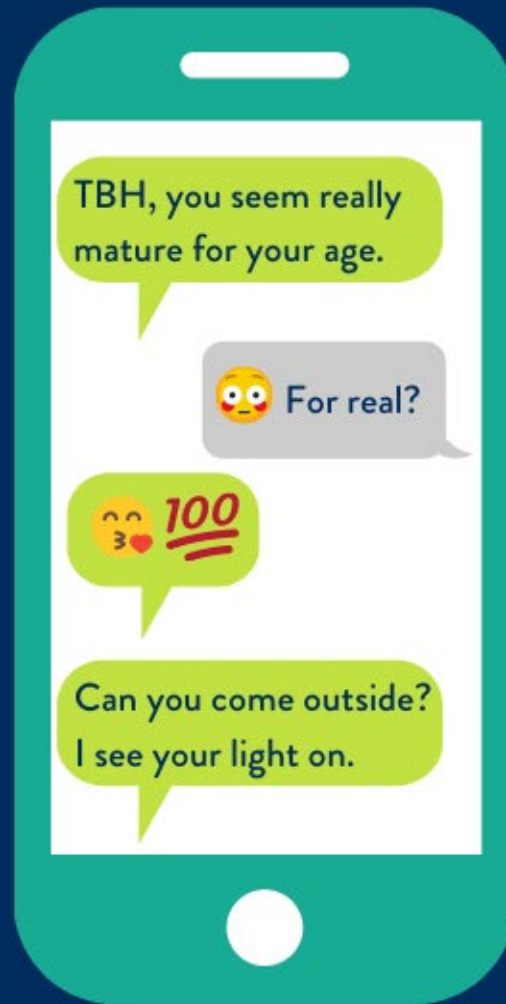 TBH, you seem really
mature for your age.
😳 For real?
😙💯
Can you come outside?
I see your light on.